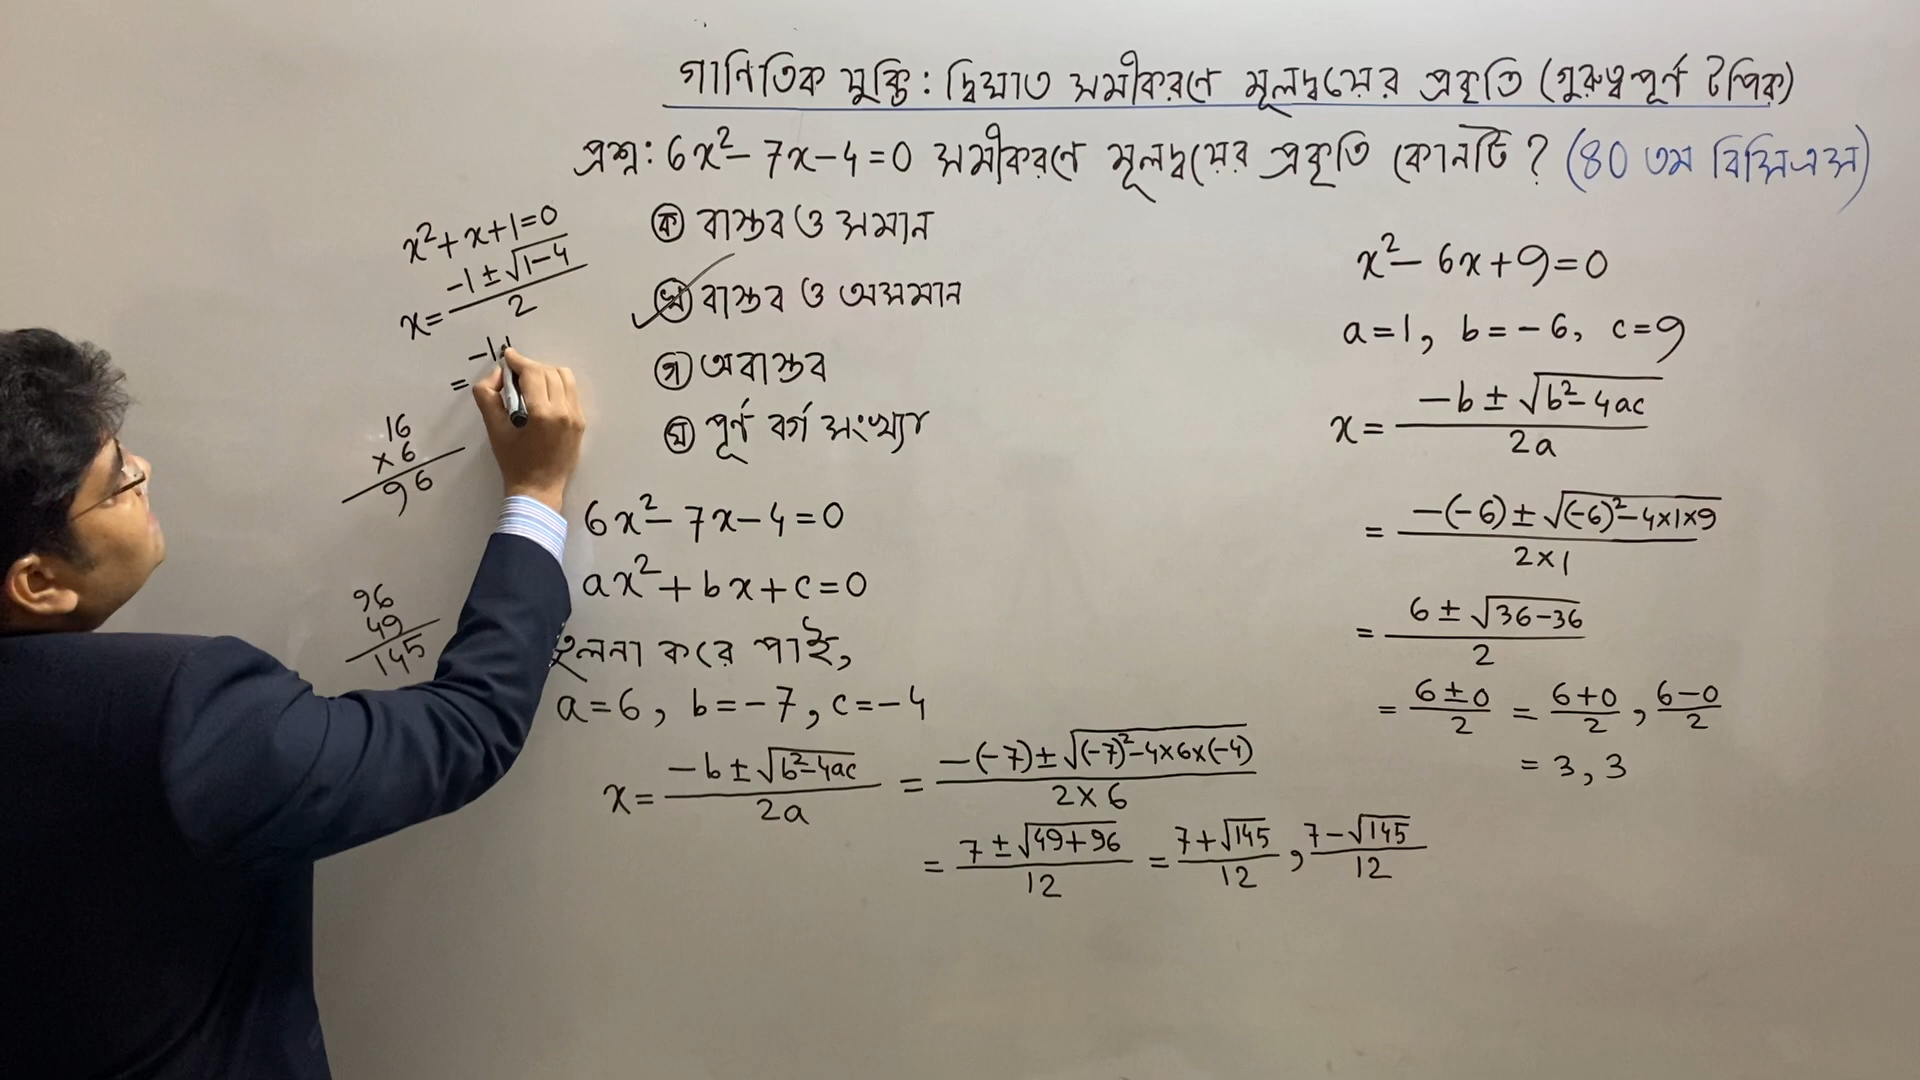 গাণিতিক যুক্তি: দ্বিঘাত সমীকরণে মূলদ্বয়ের প্রকৃতি (গুরুত্বপূর্ণ টপিক)
প্রশ্ন: 6x² - 7x - 4 = 0 সমীকরণে মূলদ্বয়ের প্রকৃতি কোনটি? (80 তম বিসিএস)
ⓚ বাস্তব ও সমান
খ বাস্তব ও অসমান
গ অবাস্তব
ঘ পূর্ণ বর্গ সংখ্যা
x² + x + 1 = 0
x = (-1 ± √(1-4))/2
=
16
×6
96
96
49
145
6x² - 7x - 4 = 0
ax² + bx + c = 0
তুলনা করে পাই,
a = 6, b = -7, c = -4
x = (-b ± √(b²-4ac))/2a = (-(-7) ± √((-7)²-4×6×(-4)))/(2×6)
= (7 ± √(49+96))/12 = (7+√145)/12, (7-√145)/12
x² - 6x + 9 = 0
a = 1, b = -6, c = 9
x = (-b ± √(b²-4ac))/2a
= (-(-6) ± √((-6)²-4×1×9))/(2×1)
= (6 ± √(36-36))/2
= (6±0)/2 = (6+0)/2, (6-0)/2
= 3, 3